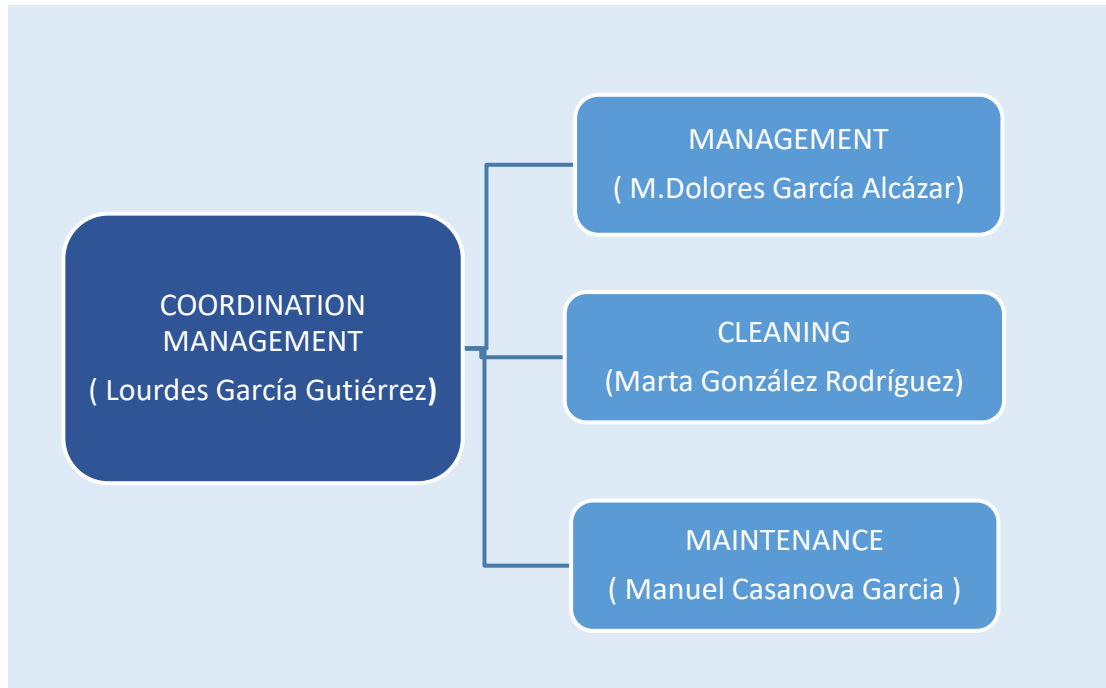 COORDINATION
MANAGEMENT
( Lourdes García Gutiérrez)
MANAGEMENT
( M.Dolores García Alcázar)
CLEANING
(Marta González Rodríguez)
MAINTENANCE
( Manuel Casanova Garcia )